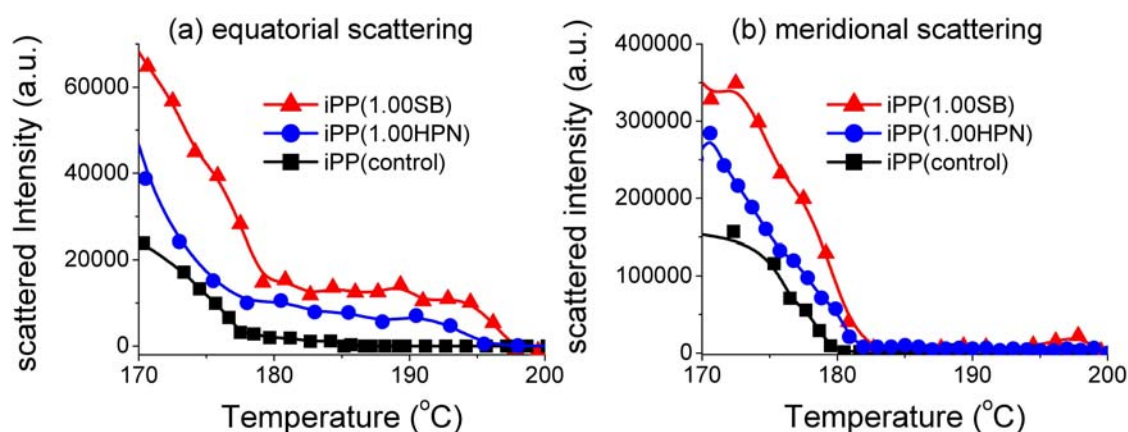 (a) equatorial scattering
scattered Intensity (a.u.)
60000
40000
20000
0
iPP(1.00SB)
iPP(1.00HPN)
iPP(control)
170 180 190 200
Temperature (°C)
(b) meridional scattering
scattered intensity (a.u.)
400000
300000
200000
100000
0
iPP(1.00SB)
iPP(1.00HPN)
iPP(control)
170 180 190 200
Temperature (°C)